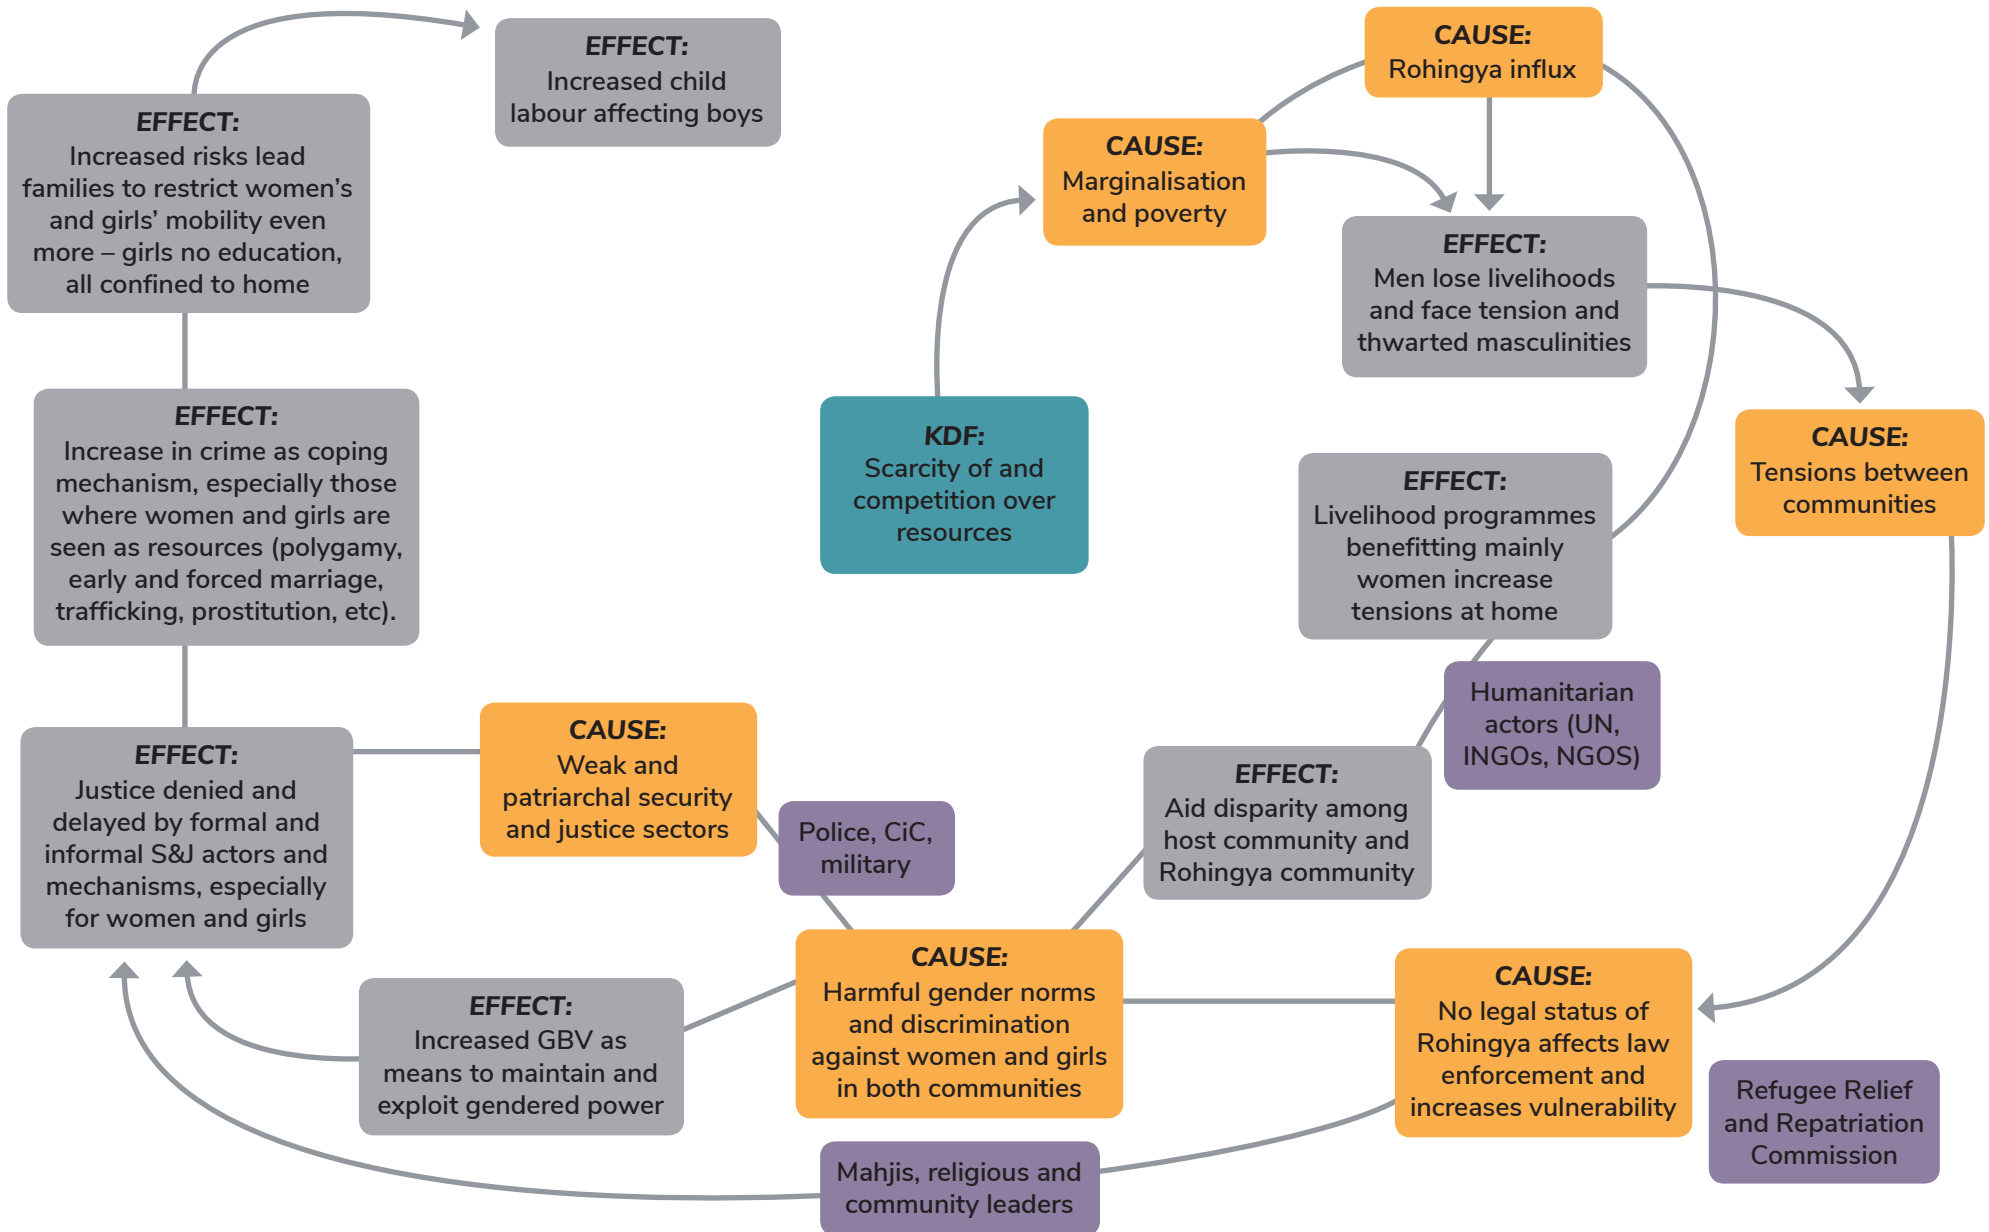 EFFECT:
Increased child
labour affecting boys
CAUSE:
Rohingya influx
EFFECT:
Increased risks lead
families to restrict women’s
and girls’ mobility even
more – girls no education,
all confined to home
CAUSE:
Marginalisation
and poverty
EFFECT:
Men lose livelihoods
and face tension and
thwarted masculinities
EFFECT:
Increase in crime as coping
mechanism, especially those
where women and girls are
seen as resources (polygamy,
early and forced marriage,
trafficking, prostitution, etc).
KDF:
Scarcity of and
competition over
resources
CAUSE:
Tensions between
communities
EFFECT:
Livelihood programmes
benefitting mainly
women increase
tensions at home
Humanitarian
actors (UN,
INGOs, NGOS)
EFFECT:
Justice denied and
delayed by formal and
informal S&J actors and
mechanisms, especially
for women and girls
CAUSE:
Weak and
patriarchal security
and justice sectors
Police, CiC,
military
EFFECT:
Aid disparity among
host community and
Rohingya community
EFFECT:
Increased GBV as
means to maintain and
exploit gendered power
CAUSE:
Harmful gender norms
and discrimination
against women and girls
in both communities
CAUSE:
No legal status of
Rohingya affects law
enforcement and
increases vulnerability
Refugee Relief
and Repatriation
Commission
Mahjis, religious and
community leaders